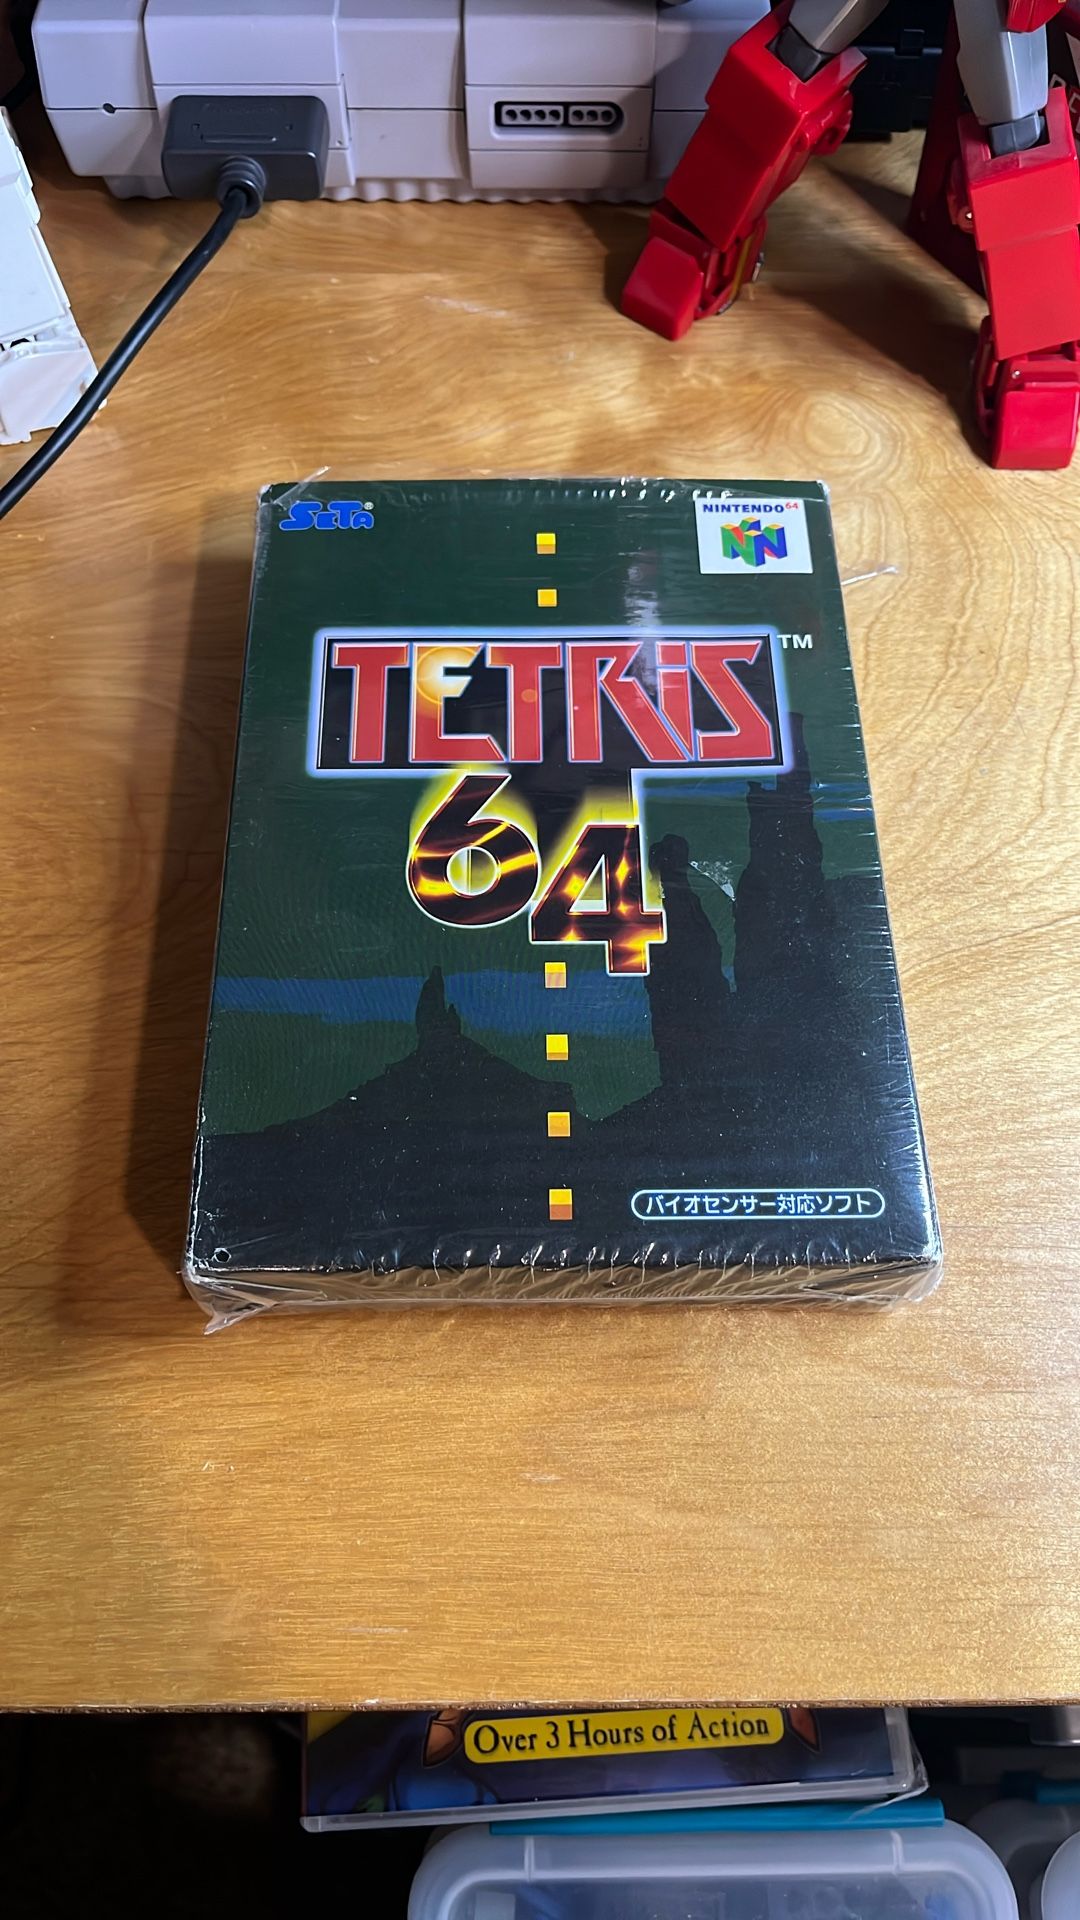 SETA®
NINTENDO64
TETRiS™
64
バイオセンサー対応ソフト
Over 3 Hours of Action